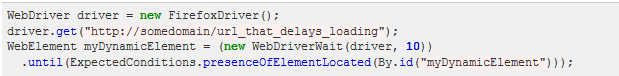 WebDriver driver = new FirefoxDriver();
driver.get("http://somedomain/url_that_delays_loading");
WebElement myDynamicElement = (new WebDriverWait(driver, 10))
  .until(ExpectedConditions.presenceOfElementLocated(By.id("myDynamicElement")));